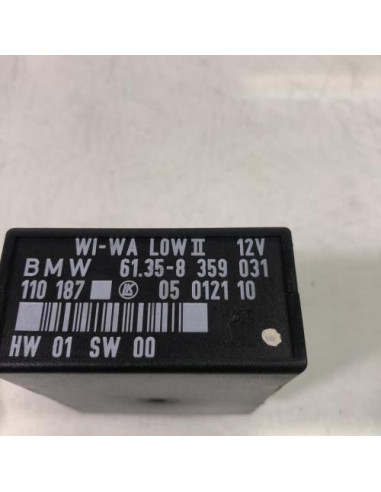 WI-WA LOW II 12V
BMW 61.35-8 359 031
110 187 LK 05 0121 10
HW 01 SW 00